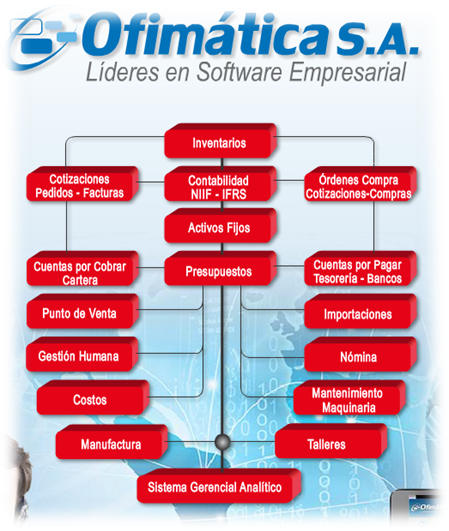 Ofimática S.A.
Líderes en Software Empresarial
Inventarios
Cotizaciones
Pedidos - Facturas
Contabilidad
NIIF - IFRS
Órdenes Compra
Cotizaciones-Compras
Activos Fijos
Cuentas por Cobrar
Cartera
Presupuestos
Cuentas por Pagar
Tesorería - Bancos
Punto de Venta
Importaciones
Gestión Humana
Nómina
Costos
Mantenimiento
Maquinaria
Manufactura
Talleres
Sistema Gerencial Analítico
Ofimática